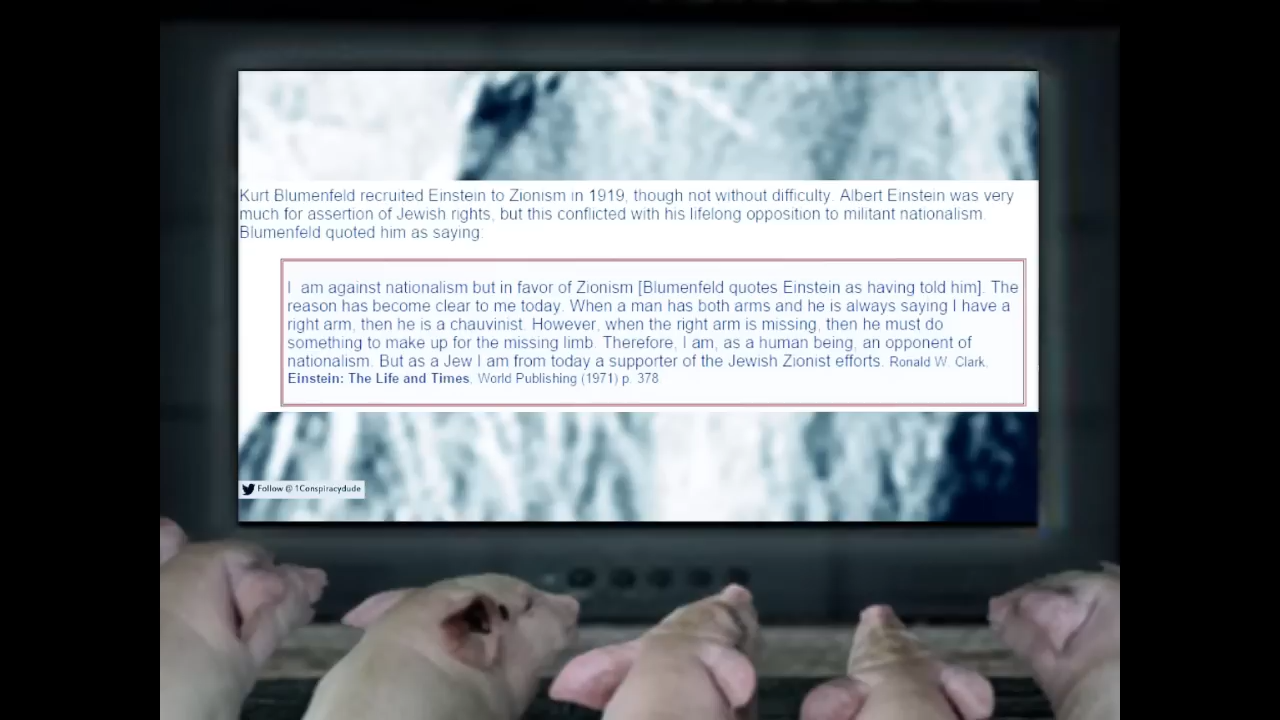 Kurt Blumenfeld recruited Einstein to Zionism in 1919, though not without difficulty. Albert Einstein was very
much for assertion of Jewish rights, but this conflicted with his lifelong opposition to militant nationalism.
Blumenfeld quoted him as saying:
I am against nationalism but in favor of Zionism [Blumenfeld quotes Einstein as having told him]. The
reason has become clear to me today. When a man has both arms and he is always saying I have a
right arm, then he is a chauvinist. However, when the right arm is missing, then he must do
something to make up for the missing limb. Therefore, I am, as a human being, an opponent of
nationalism. But as a Jew I am from today a supporter of the Jewish Zionist efforts. Ronald W. Clark,
Einstein: The Life and Times, World Publishing (1971) p. 378
Follow @ 1Conspiracydude